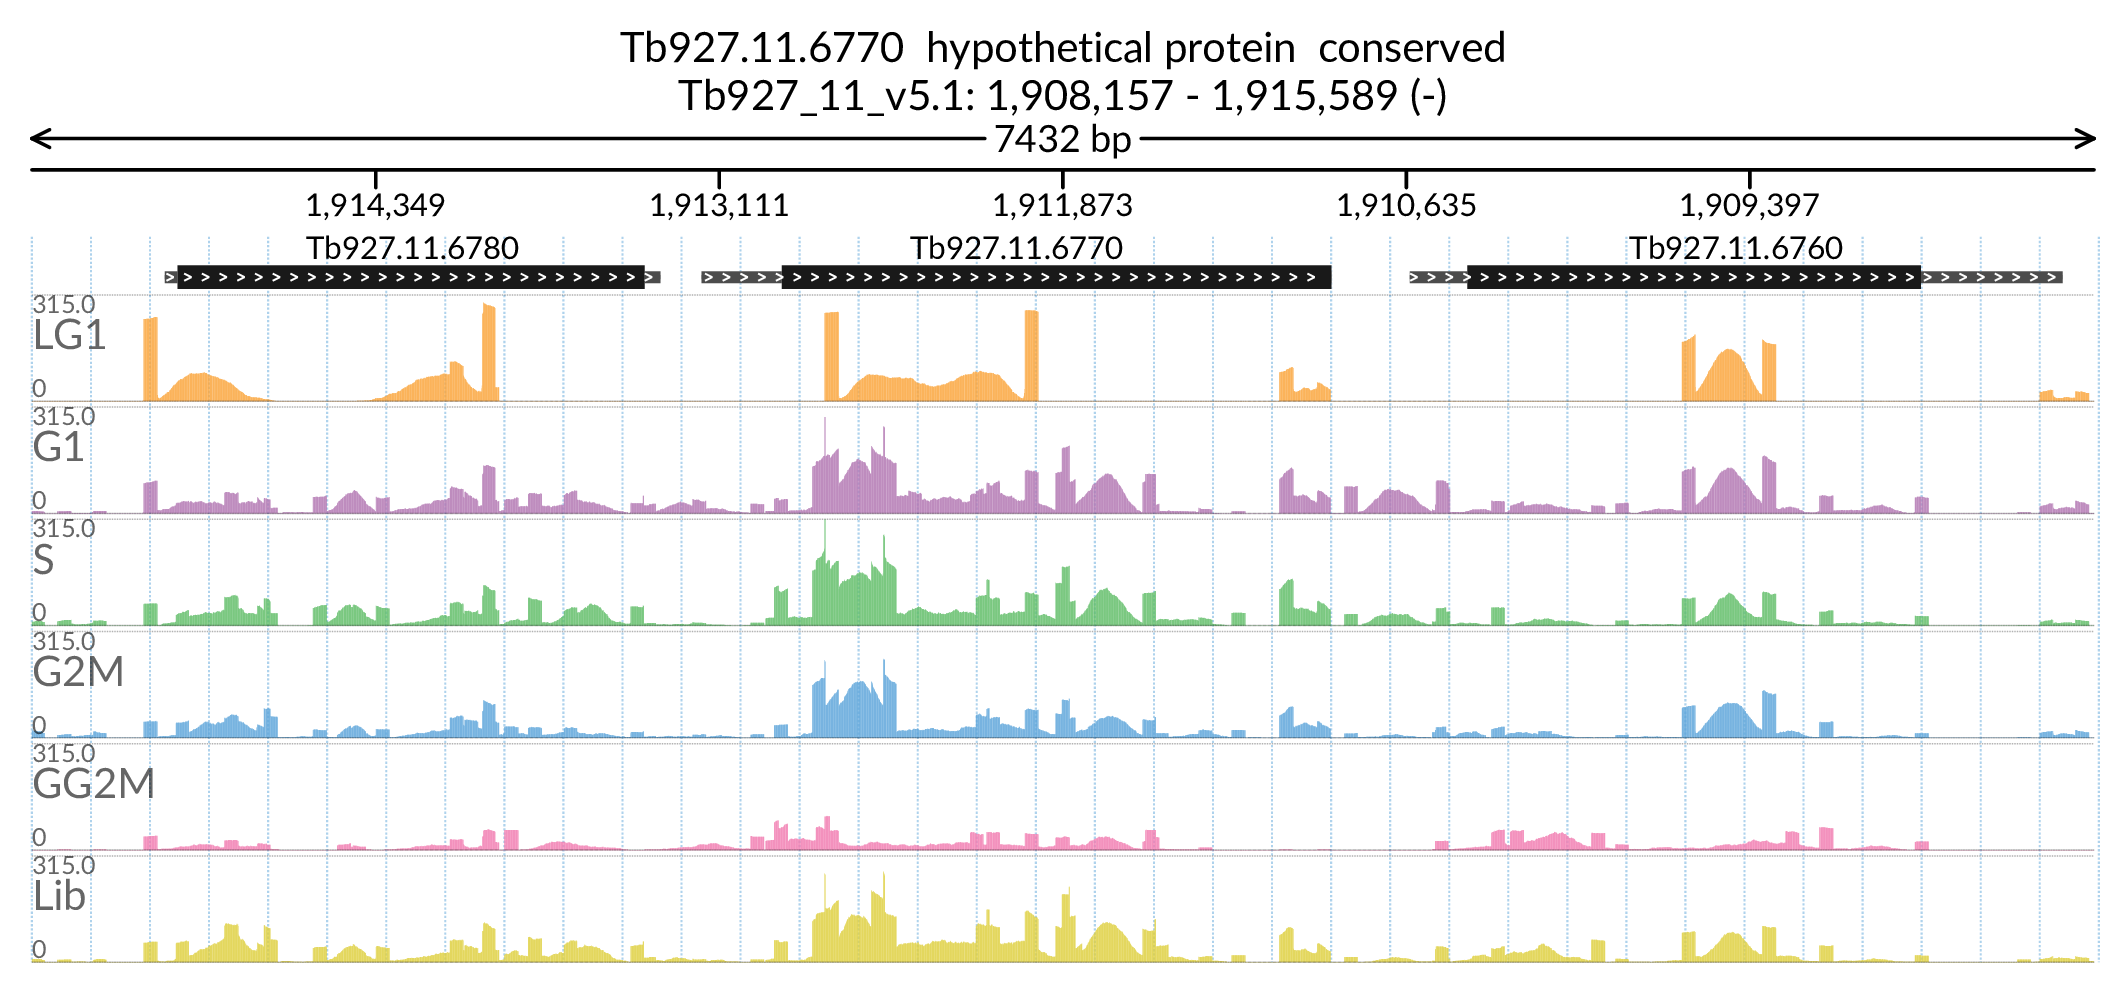 Tb927.11.6770  hypothetical protein  conserved
Tb927_11_v5.1: 1,908,157 - 1,915,589 (-)
7432 bp
1,914,349 1,913,111 1,911,873 1,910,635 1,909,397
Tb927.11.6780 Tb927.11.6770 Tb927.11.6760
315.0
LG1
0
315.0
G1
0
315.0
S
0
315.0
G2M
0
315.0
GG2M
0
315.0
Lib
0